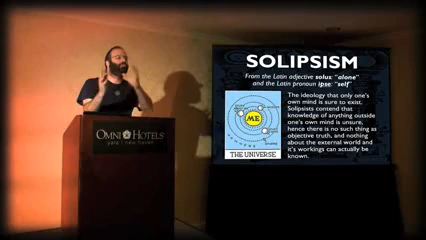 SOLIPSISM
From the Latin adjective solus: "alone"
and the Latin pronoun ipse: "self"
The ideology that only one's
own mind is sure to exist.
Solipsists contend that
knowledge of anything outside
one's own mind is unsure,
hence there is no such thing as
objective truth, and nothing
about the external world and
it's workings can actually be
known.
ME
THE UNIVERSE
OMNI HOTELS
yale | new haven